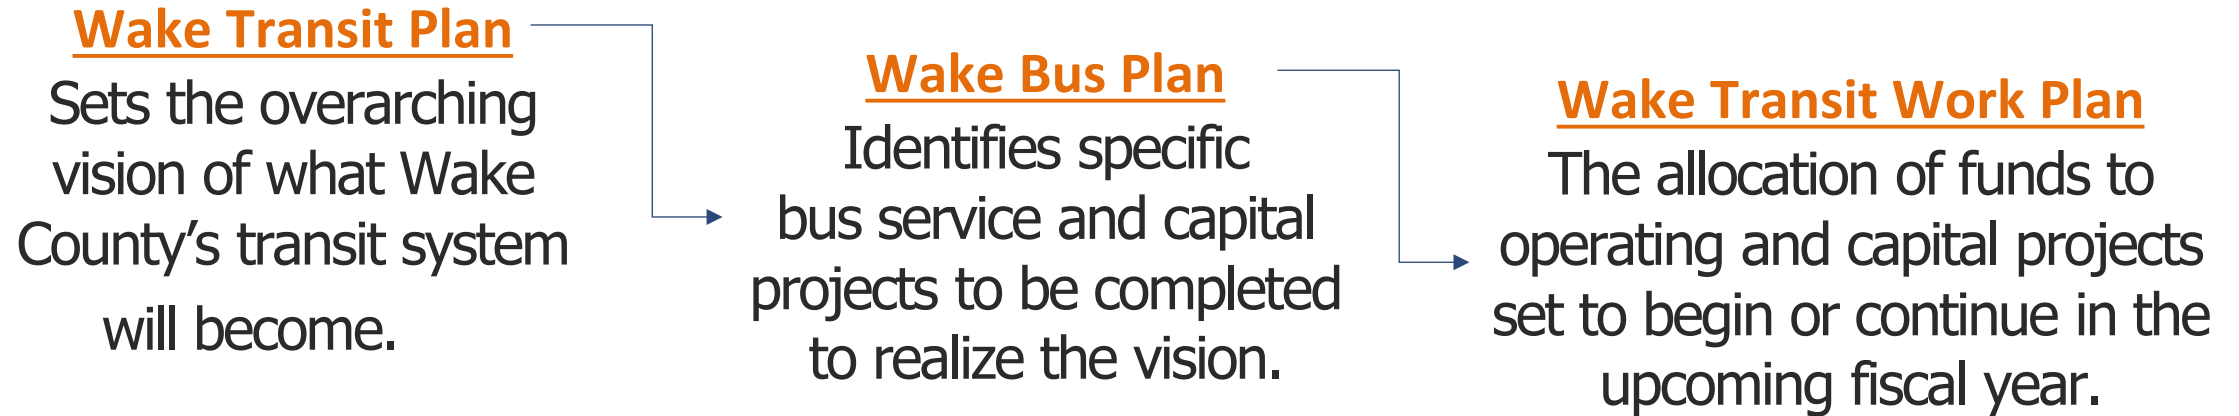 Wake Transit Plan
Sets the overarching
vision of what Wake
County’s transit system
will become.
Wake Bus Plan
Identifies specific
bus service and capital
projects to be completed
to realize the vision.
Wake Transit Work Plan
The allocation of funds to
operating and capital projects
set to begin or continue in the
upcoming fiscal year.